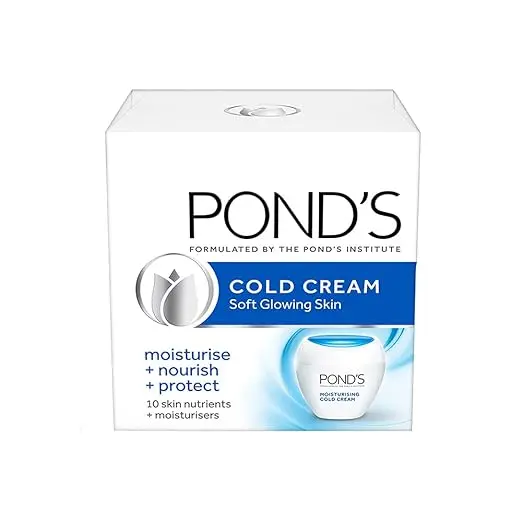 POND'S
FORMULATED BY THE POND'S INSTITUTE
COLD CREAM
Soft Glowing Skin
moisturise
+ nourish
+ protect
10 skin nutrients
+ moisturisers
POND'S
MOISTURISING
COLD CREAM